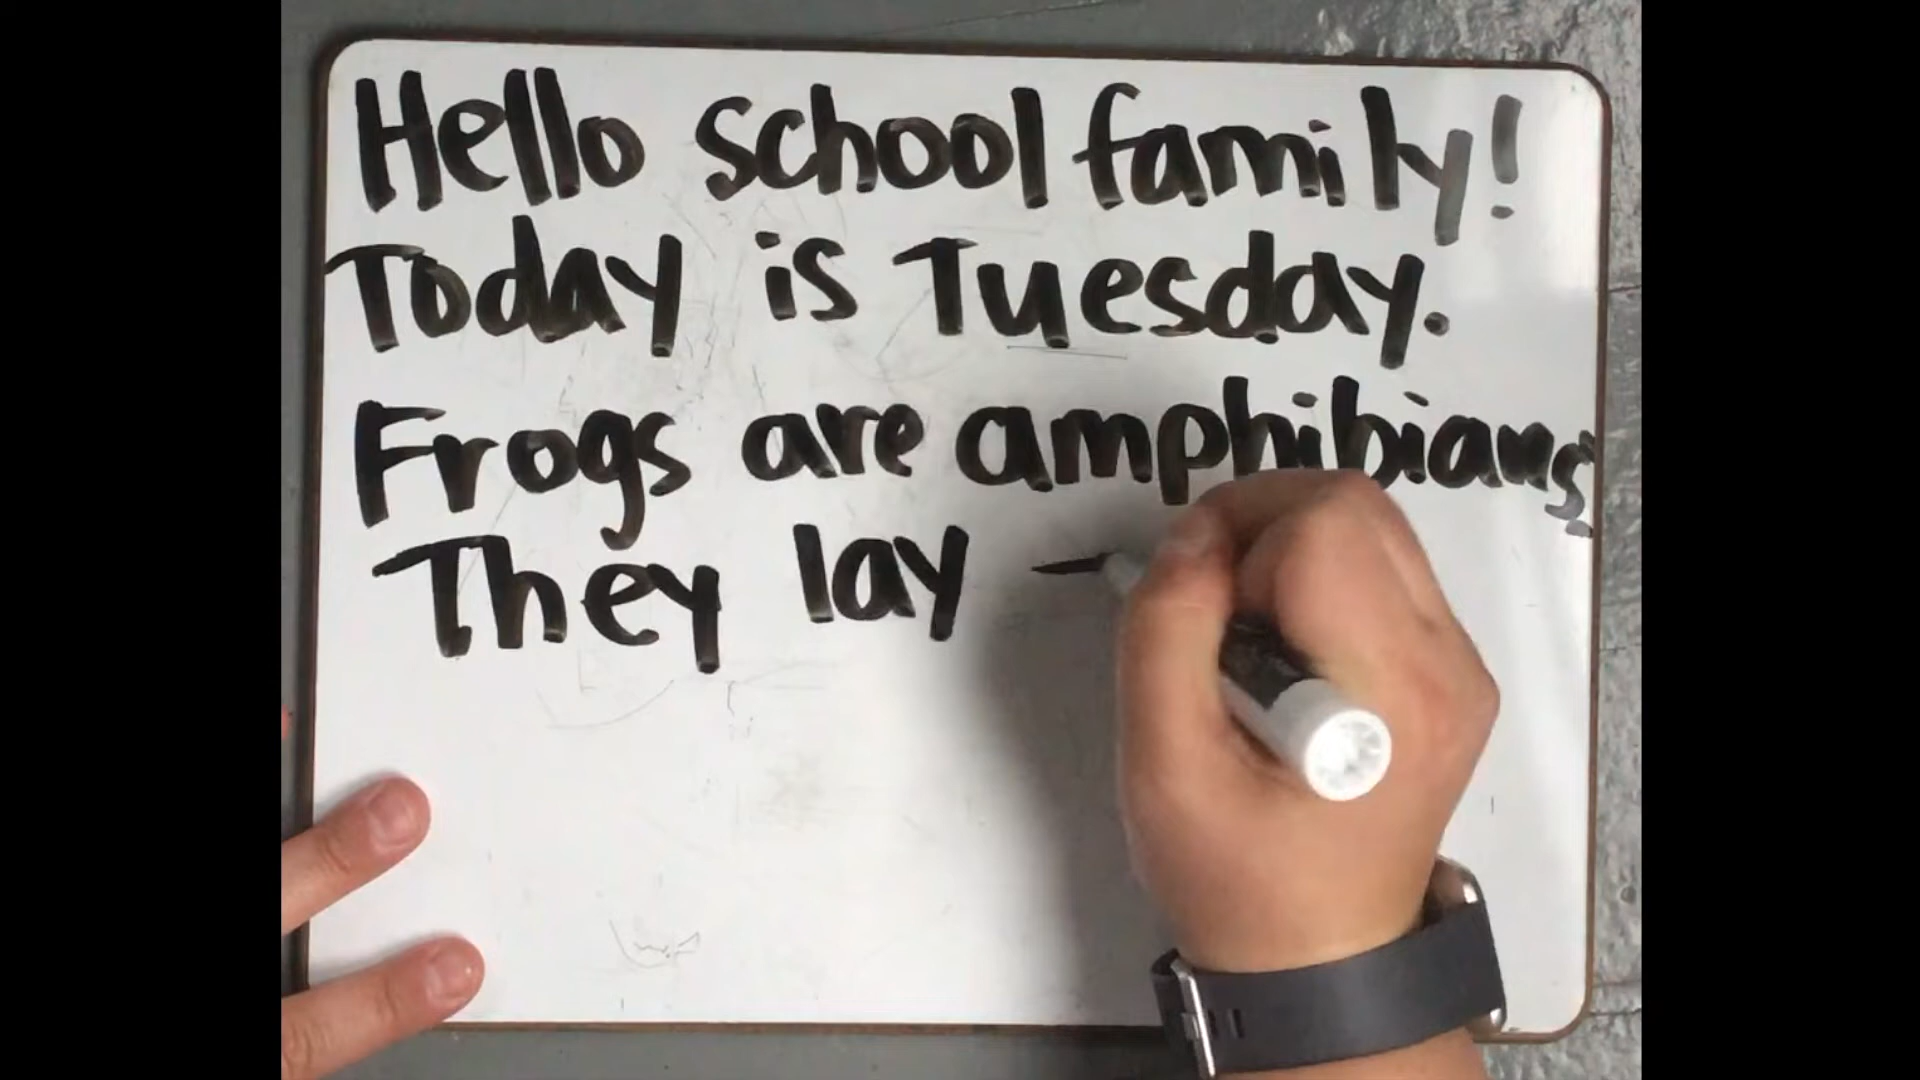 Hello school family!
Today is Tuesday.
Frogs are amphibians.
They lay